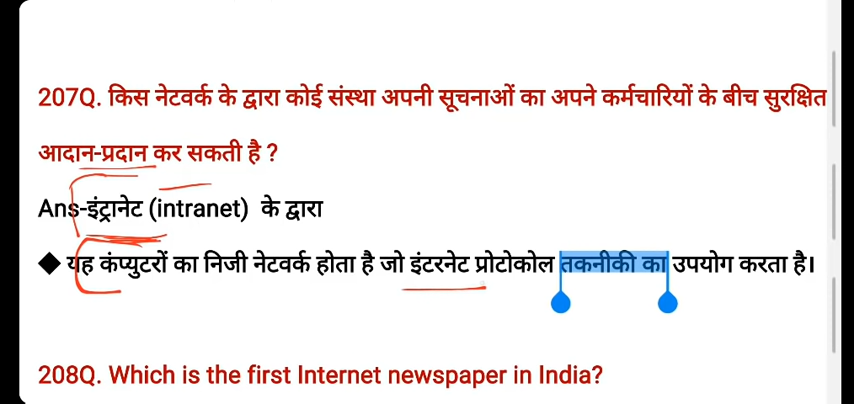 207Q. किस नेटवर्क के द्वारा कोई संस्था अपनी सूचनाओं का अपने कर्मचारियों के बीच सुरक्षित
आदान-प्रदान कर सकती है ?
Ans-इंट्रानेट (intranet) के द्वारा
◆ यह कंप्युटरों का निजी नेटवर्क होता है जो इंटरनेट प्रोटोकोल तकनीकी का उपयोग करता है।
208Q. Which is the first Internet newspaper in India?